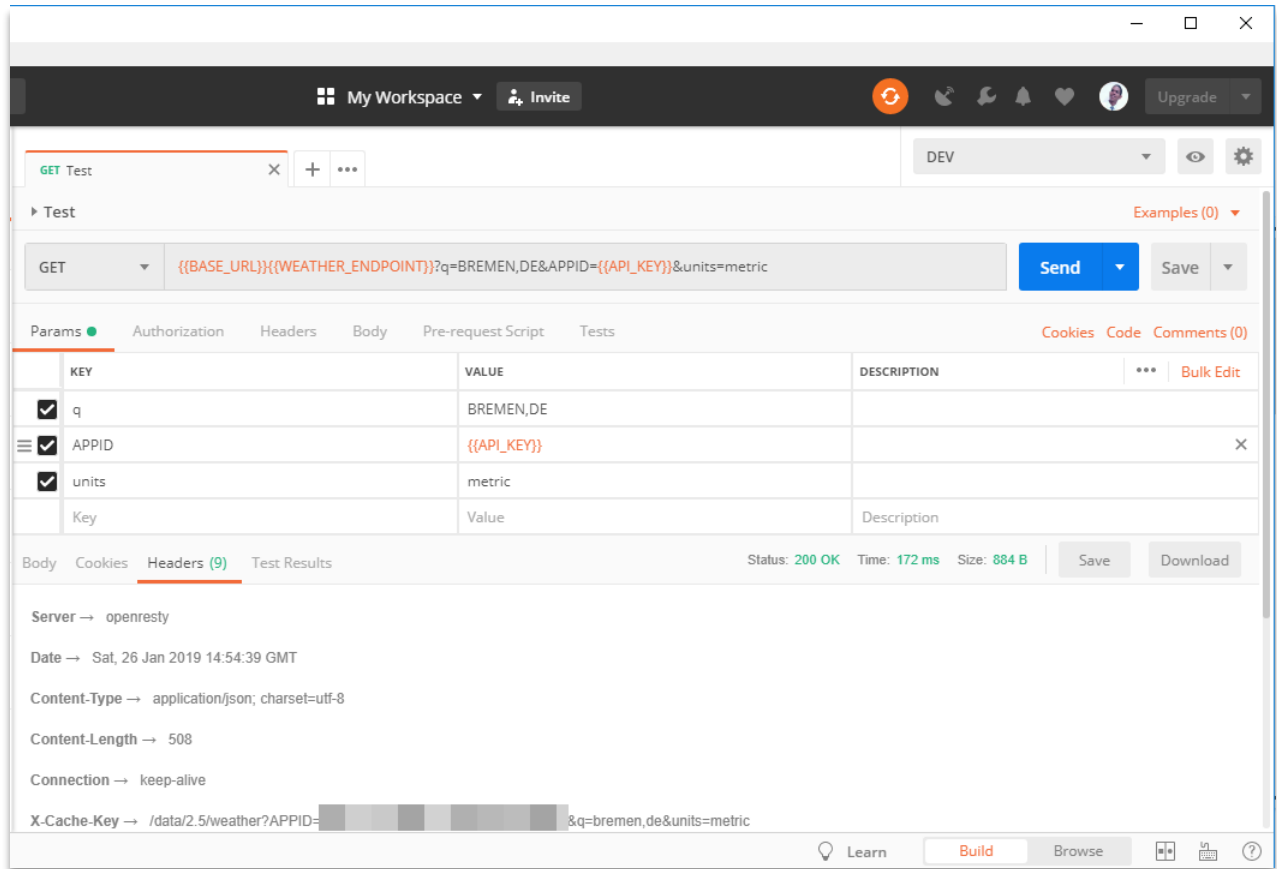 My Workspace Invite Upgrade
GET Test DEV
Test Examples (0)
GET {{BASE_URL}}{{WEATHER_ENDPOINT}}?q=BREMEN,DE&APPID={{API_KEY}}&units=metric Send Save
Params Authorization Headers Body Pre-request Script Tests Cookies Code Comments (0)
KEY VALUE DESCRIPTION ••• Bulk Edit
q BREMEN,DE
APPID {{API_KEY}}
units metric
Key Value Description
Body Cookies Headers (9) Test Results Status: 200 OK Time: 172 ms Size: 884 B Save Download
Server → openresty
Date → Sat, 26 Jan 2019 14:54:39 GMT
Content-Type → application/json; charset=utf-8
Content-Length → 508
Connection → keep-alive
X-Cache-Key → /data/2.5/weather?APPID= &q=bremen,de&units=metric
Learn Build Browse